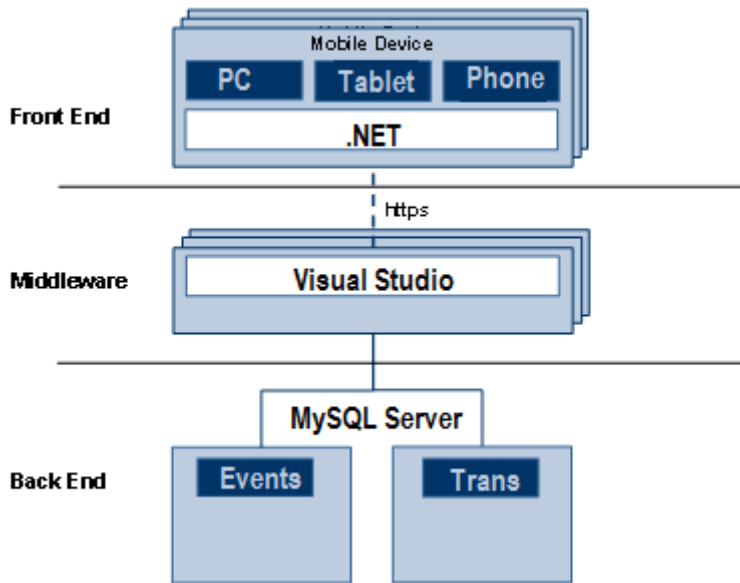 Mobile Device
PC Tablet Phone
Front End
.NET
https
Middleware
Visual Studio
MySQL Server
Events Trans
Back End